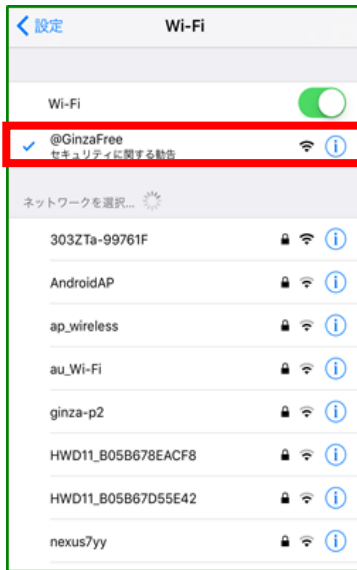 設定
Wi-Fi
Wi-Fi
@GinzaFree
セキュリティに関する勧告
ネットワークを選択...
303ZTa-99761F
AndroidAP
ap_wireless
au_Wi-Fi
ginza-p2
HWD11_B05B678EACF8
HWD11_B05B67D55E42
nexus7yy